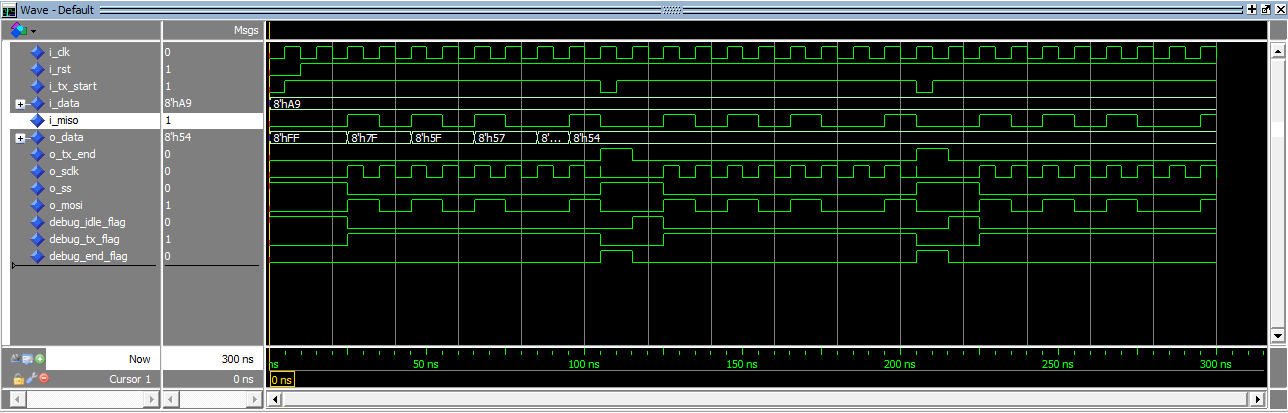 Wave - Default
Msgs
i_clk 0
i_rst 1
i_tx_start 1
i_data 8'hA9 8'hA9
i_miso 1
o_data 8'h54 8'hFF 8'h7F 8'h5F 8'h57 8'... 8'h54
o_tx_end 0
o_sclk 0
o_ss 0
o_mosi 1
debug_idle_flag 0
debug_tx_flag 1
debug_end_flag 0
Now 300 ns ns 50 ns 100 ns 150 ns 200 ns 250 ns 300 ns
Cursor 1 0 ns 0 ns